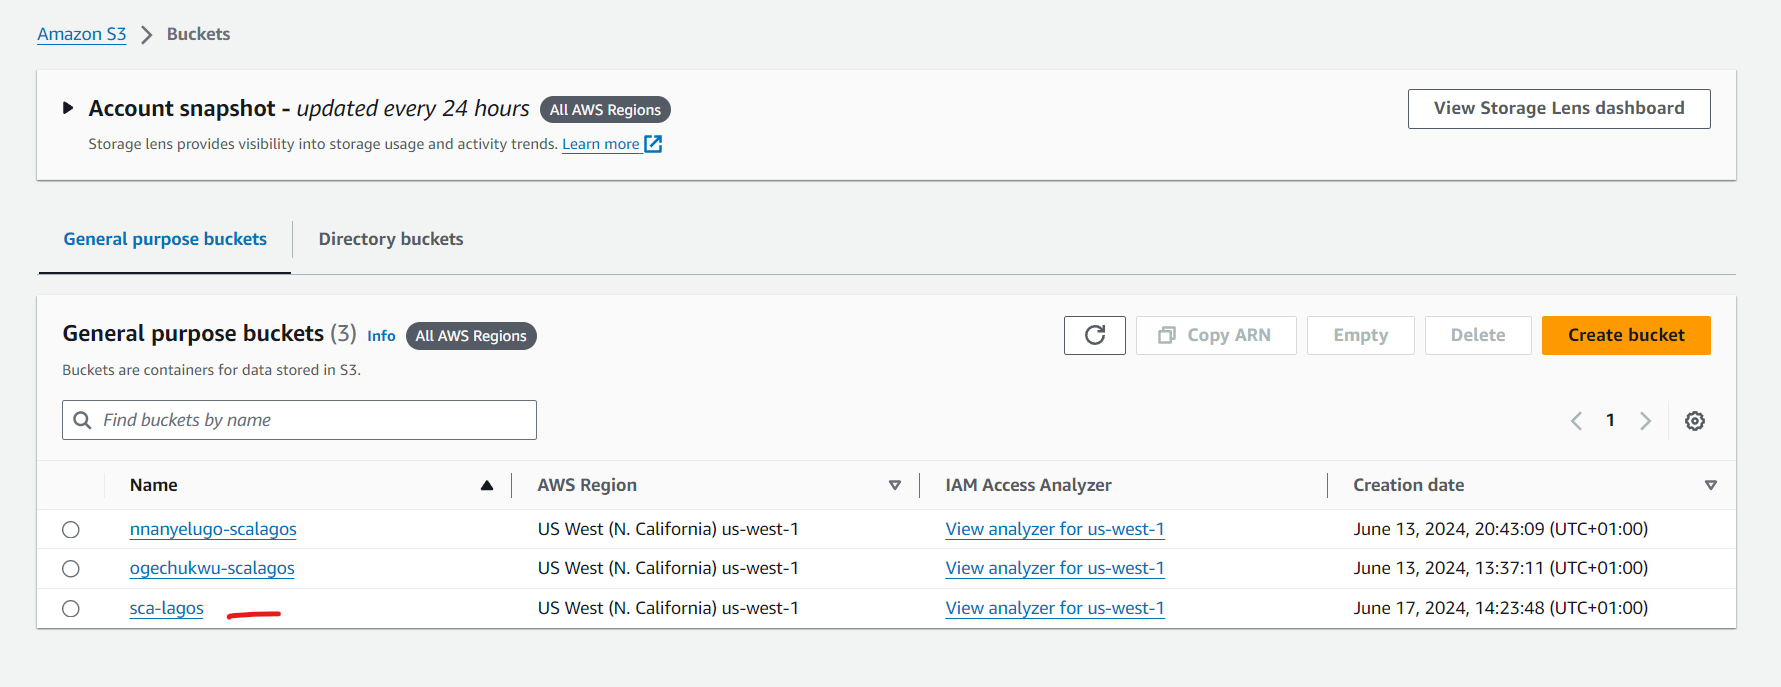 Amazon S3 > Buckets
Account snapshot - updated every 24 hours All AWS Regions
View Storage Lens dashboard
Storage lens provides visibility into storage usage and activity trends. Learn more
General purpose buckets Directory buckets
General purpose buckets (3) Info All AWS Regions
Copy ARN Empty Delete Create bucket
Buckets are containers for data stored in S3.
Find buckets by name
1
Name AWS Region IAM Access Analyzer Creation date
nnanyelugo-scalagos US West (N. California) us-west-1 View analyzer for us-west-1 June 13, 2024, 20:43:09 (UTC+01:00)
ogechukwu-scalagos US West (N. California) us-west-1 View analyzer for us-west-1 June 13, 2024, 13:37:11 (UTC+01:00)
sca-lagos US West (N. California) us-west-1 View analyzer for us-west-1 June 17, 2024, 14:23:48 (UTC+01:00)